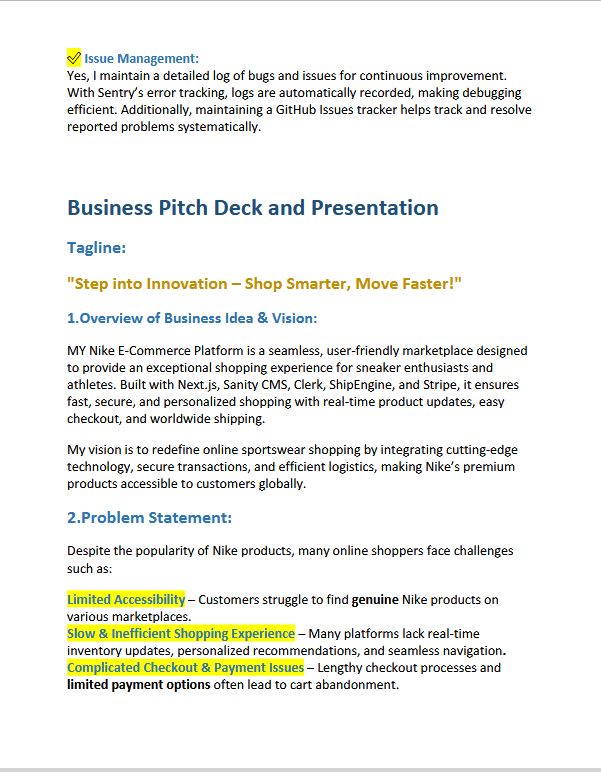 ✓ Issue Management:
Yes, I maintain a detailed log of bugs and issues for continuous improvement.
With Sentry’s error tracking, logs are automatically recorded, making debugging
efficient. Additionally, maintaining a GitHub Issues tracker helps track and resolve
reported problems systematically.
Business Pitch Deck and Presentation
Tagline:
"Step into Innovation – Shop Smarter, Move Faster!"
1.Overview of Business Idea & Vision:
MY Nike E-Commerce Platform is a seamless, user-friendly marketplace designed
to provide an exceptional shopping experience for sneaker enthusiasts and
athletes. Built with Next.js, Sanity CMS, Clerk, ShipEngine, and Stripe, it ensures
fast, secure, and personalized shopping with real-time product updates, easy
checkout, and worldwide shipping.
My vision is to redefine online sportswear shopping by integrating cutting-edge
technology, secure transactions, and efficient logistics, making Nike’s premium
products accessible to customers globally.
2.Problem Statement:
Despite the popularity of Nike products, many online shoppers face challenges
such as:
Limited Accessibility – Customers struggle to find genuine Nike products on
various marketplaces.
Slow & Inefficient Shopping Experience – Many platforms lack real-time
inventory updates, personalized recommendations, and seamless navigation.
Complicated Checkout & Payment Issues – Lengthy checkout processes and
limited payment options often lead to cart abandonment.